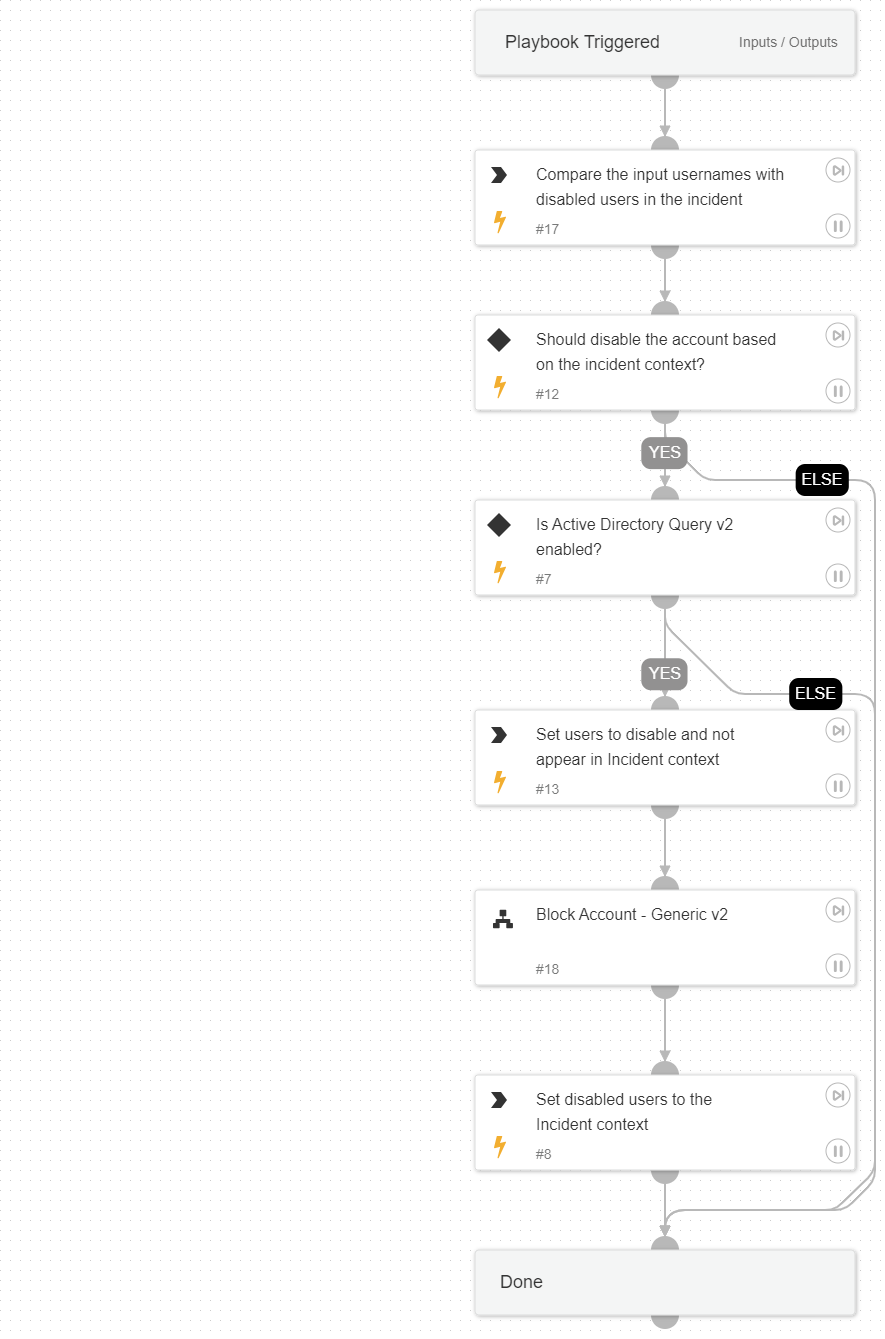 Playbook Triggered
Inputs / Outputs
Compare the input usernames with
disabled users in the incident
#17
Should disable the account based
on the incident context?
#12
YES
ELSE
Is Active Directory Query v2
enabled?
#7
YES
ELSE
Set users to disable and not
appear in Incident context
#13
Block Account - Generic v2
#18
Set disabled users to the
Incident context
#8
Done